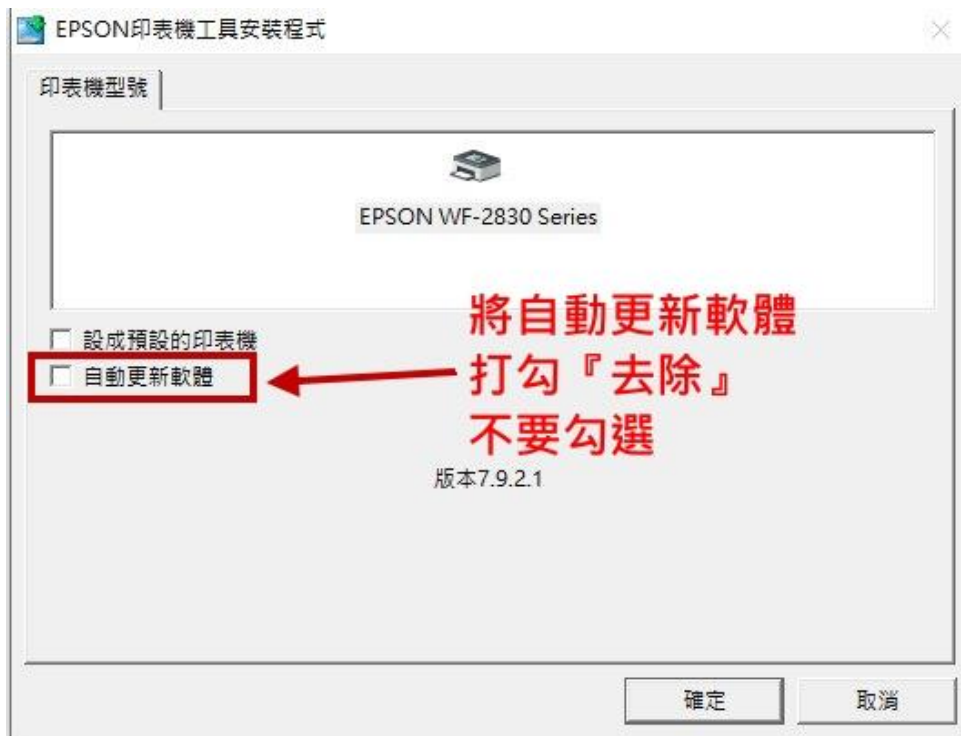 EPSON印表機工具安裝程式
印表機型號
EPSON WF-2830 Series
設成預設的印表機
自動更新軟體
將自動更新軟體
打勾『去除』
不要勾選
版本7.9.2.1
確定
取消